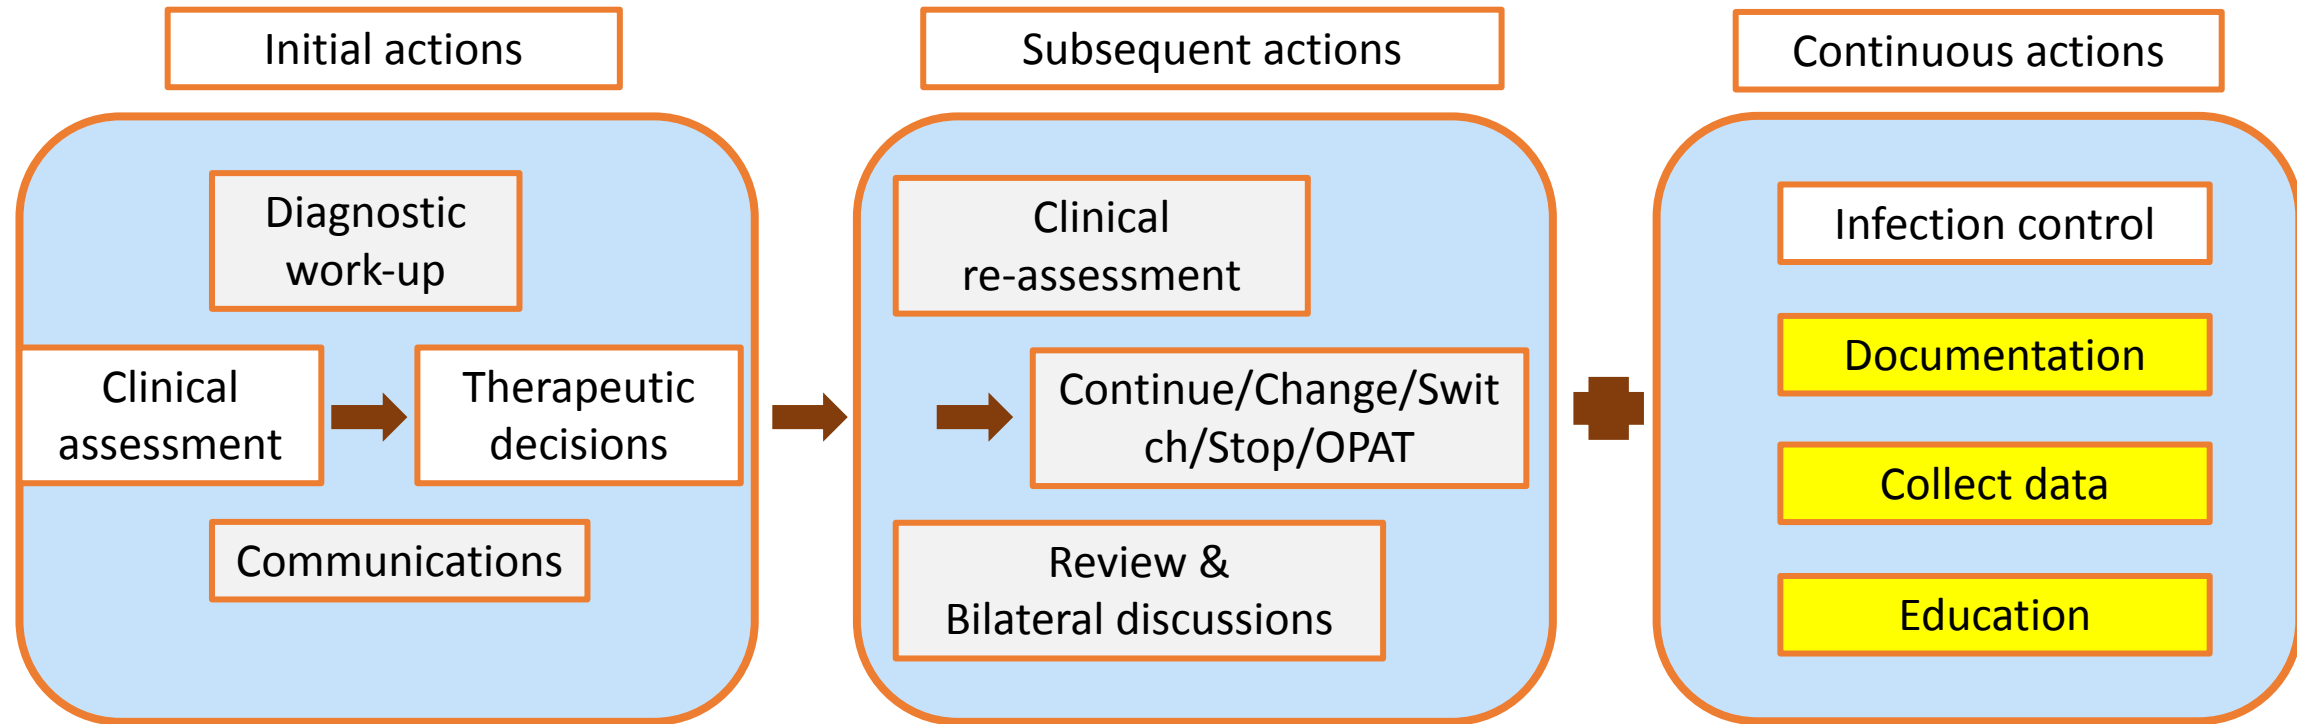 Initial actions
Diagnostic
work-up
Clinical
assessment
Therapeutic
decisions
Communications
Subsequent actions
Clinical
re-assessment
Continue/Change/Swit
ch/Stop/OPAT
Review &
Bilateral discussions
Continuous actions
Infection control
Documentation
Collect data
Education